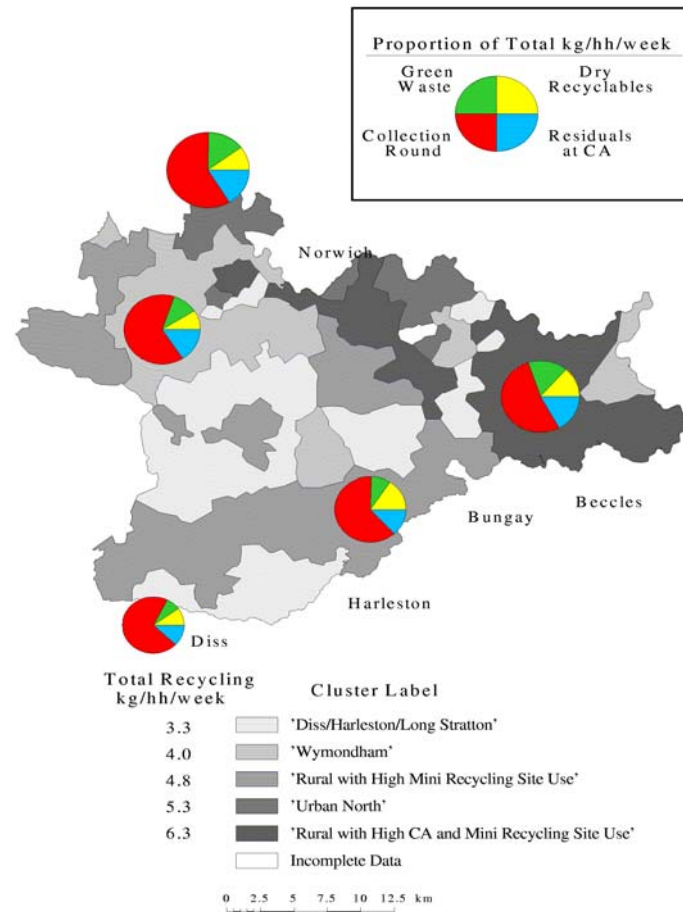 Proportion of Total kg/hh/week
Green Waste
Dry Recyclables
Collection Round
Residuals at CA
Norwich
Beccles
Bungay
Harleston
Diss
Total Recycling kg/hh/week
Cluster Label
3.3 'Diss/Harleston/Long Stratton'
4.0 'Wymondham'
4.8 'Rural with High Mini Recycling Site Use'
5.3 'Urban North'
6.3 'Rural with High CA and Mini Recycling Site Use'
Incomplete Data
0 2.5 5 7.5 10 12.5 km